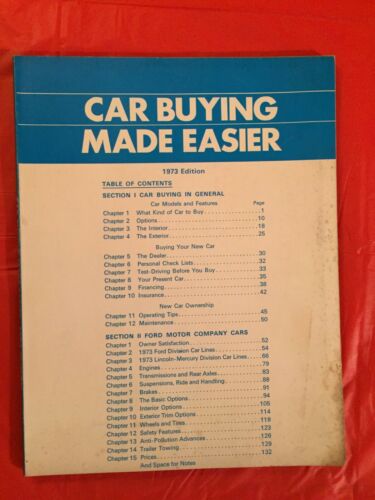 CAR BUYING
MADE EASIER
1973 Edition
TABLE OF CONTENTS
SECTION I CAR BUYING IN GENERAL
Car Models and Features Page
Chapter 1 What Kind of Car to Buy . . . . . . . . . . . . . . 1
Chapter 2 Options . . . . . . . . . . . . . . . . . . . . . . . . 10
Chapter 3 The Interior . . . . . . . . . . . . . . . . . . . . . 18
Chapter 4 The Exterior . . . . . . . . . . . . . . . . . . . . . 25
Buying Your New Car
Chapter 5 The Dealer . . . . . . . . . . . . . . . . . . . . . . 30
Chapter 6 Personal Check Lists . . . . . . . . . . . . . . . . 32
Chapter 7 Test-Driving Before You Buy . . . . . . . . . . . 33
Chapter 8 Your Present Car . . . . . . . . . . . . . . . . . . 35
Chapter 9 Financing . . . . . . . . . . . . . . . . . . . . . . . 38
Chapter 10 Insurance . . . . . . . . . . . . . . . . . . . . . . 42
New Car Ownership
Chapter 11 Operating Tips . . . . . . . . . . . . . . . . . . . 45
Chapter 12 Maintenance . . . . . . . . . . . . . . . . . . . . 50
SECTION II FORD MOTOR COMPANY CARS
Chapter 1 Owner Satisfaction . . . . . . . . . . . . . . . . . 52
Chapter 2 1973 Ford Division Car Lines . . . . . . . . . . 54
Chapter 3 1973 Lincoln-Mercury Division Car Lines . . . 66
Chapter 4 Engines . . . . . . . . . . . . . . . . . . . . . . . . 79
Chapter 5 Transmissions and Rear Axles . . . . . . . . . . 83
Chapter 6 Suspensions, Ride and Handling . . . . . . . . . 88
Chapter 7 Brakes . . . . . . . . . . . . . . . . . . . . . . . . . 91
Chapter 8 The Basic Options . . . . . . . . . . . . . . . . . 94
Chapter 9 Interior Options . . . . . . . . . . . . . . . . . . 105
Chapter 10 Exterior Trim Options . . . . . . . . . . . . . . 114
Chapter 11 Wheels and Tires . . . . . . . . . . . . . . . . . 118
Chapter 12 Safety Features . . . . . . . . . . . . . . . . . . 123
Chapter 13 Anti-Pollution Advances . . . . . . . . . . . . . 126
Chapter 14 Trailer Towing . . . . . . . . . . . . . . . . . . . 129
Chapter 15 Prices . . . . . . . . . . . . . . . . . . . . . . . . 132
And Space for Notes